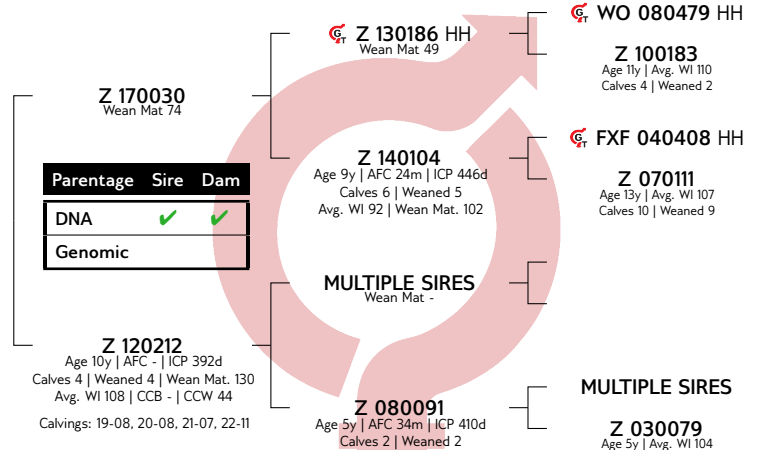 Z 170030
Wean Mat 74
Parentage Sire Dam
DNA ✔ ✔
Genomic
Z 120212
Age 10y | AFC - | ICP 392d
Calves 4 | Weaned 4 | Wean Mat. 130
Avg. WI 108 | CCB - | CCW 44
Calvings: 19-08, 20-08, 21-07, 22-11
GT Z 130186 HH
Wean Mat 49
Z 140104
Age 9y | AFC 24m | ICP 446d
Calves 6 | Weaned 5
Avg. WI 92 | Wean Mat. 102
MULTIPLE SIRES
Wean Mat -
Z 080091
Age 5y | AFC 34m | ICP 410d
Calves 2 | Weaned 2
GT WO 080479 HH
Z 100183
Age 11y | Avg. WI 110
Calves 4 | Weaned 2
GT FXF 040408 HH
Z 070111
Age 13y | Avg. WI 107
Calves 10 | Weaned 9
MULTIPLE SIRES
Z 030079
Age 5y | Avg. WI 104